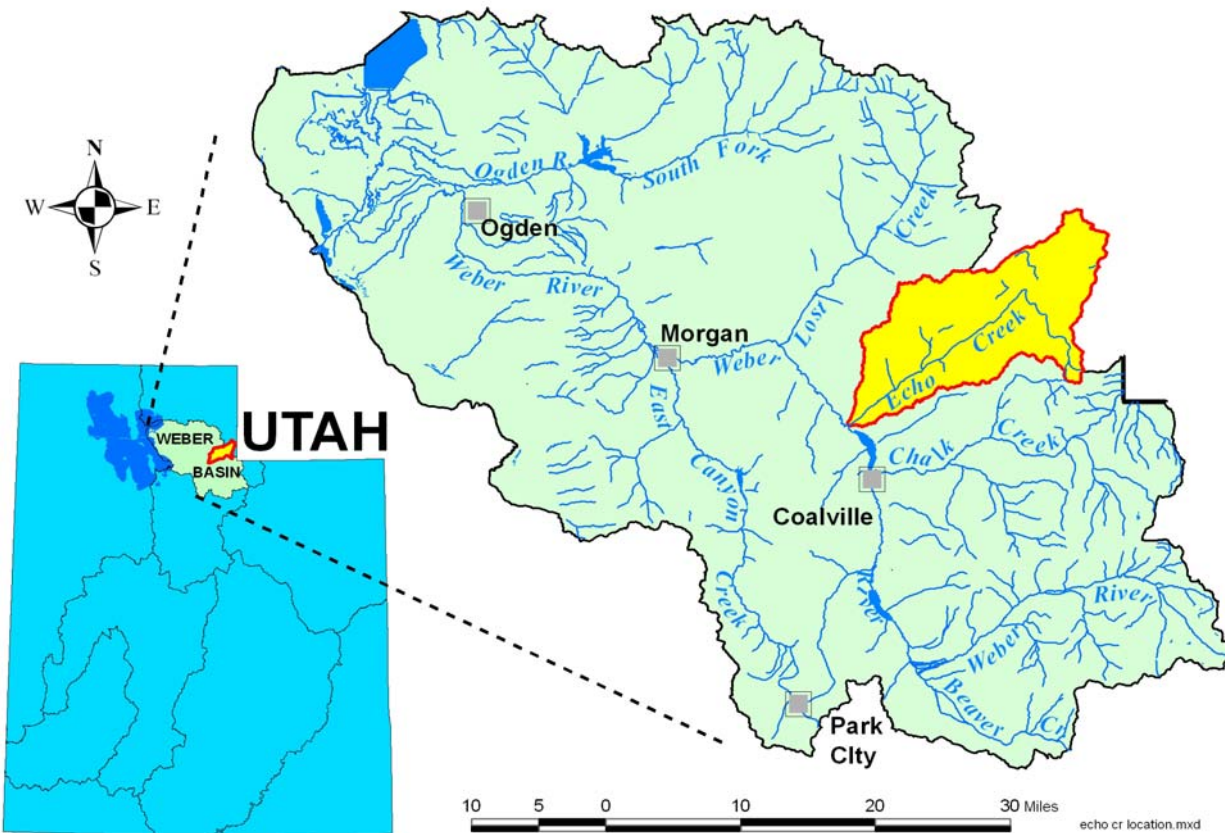 N
W E
S
Ogden R.
South Fork
Ogden
Creek
Weber River
Lost
Morgan
Weber
Creek
Echo
East
Canyon
Creek
Chalk Creek
Coalville
UTAH
WEBER
BASIN
River
Weber River
Beaver Cr.
Park
CIty
10 5 0 10 20 30 Miles
echo cr location.mxd